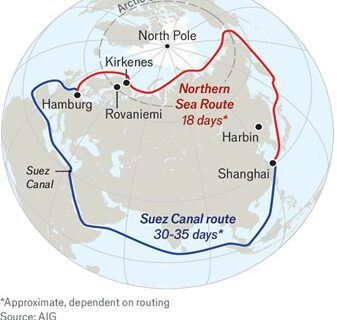 Arctic
North Pole
Kirkenes
Hamburg
Rovaniemi
Northern
Sea Route
18 days*
Harbin
Shanghai
Suez
Canal
Suez Canal route
30-35 days*
*Approximate, dependent on routing
Source: AIG